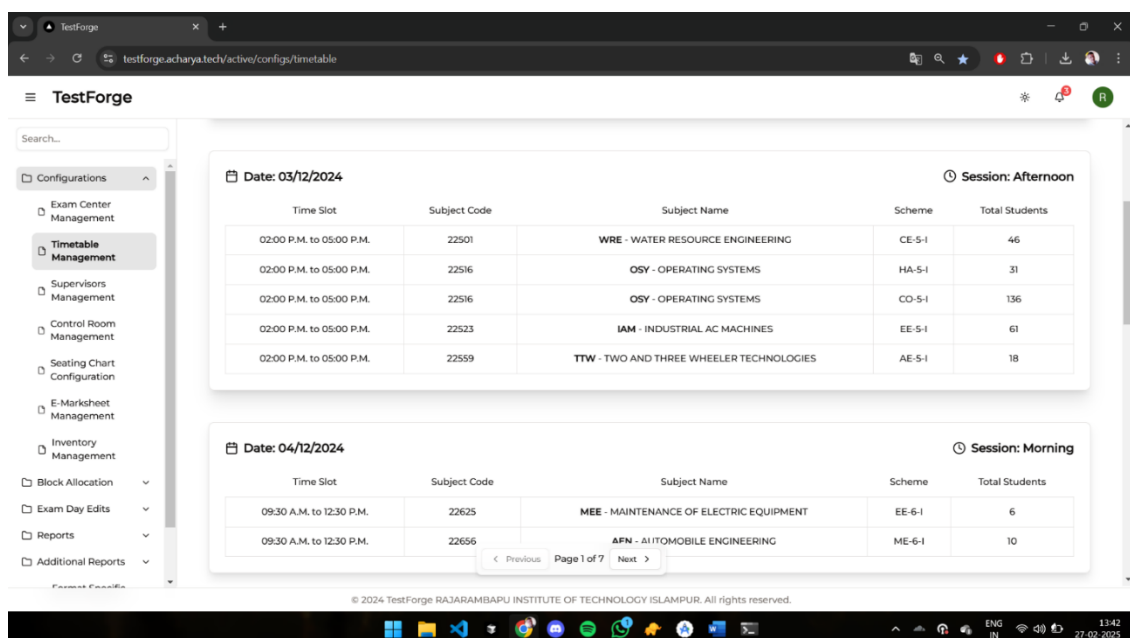 TestForge
testforge.acharya.tech/active/configs/timetable
TestForge
3
R
Search...
Configurations
Exam Center
Management
Timetable
Management
Supervisors
Management
Control Room
Management
Seating Chart
Configuration
E-Marksheet
Management
Inventory
Management
Block Allocation
Exam Day Edits
Reports
Additional Reports
Date: 03/12/2024 Session: Afternoon
Time Slot Subject Code Subject Name Scheme Total Students
02:00 P.M. to 05:00 P.M. 22501 WRE - WATER RESOURCE ENGINEERING CE-5-I 46
02:00 P.M. to 05:00 P.M. 22516 OSY - OPERATING SYSTEMS HA-5-I 31
02:00 P.M. to 05:00 P.M. 22516 OSY - OPERATING SYSTEMS CO-5-I 136
02:00 P.M. to 05:00 P.M. 22523 IAM - INDUSTRIAL AC MACHINES EE-5-I 61
02:00 P.M. to 05:00 P.M. 22559 TTW - TWO AND THREE WHEELER TECHNOLOGIES AE-5-I 18
Date: 04/12/2024 Session: Morning
Time Slot Subject Code Subject Name Scheme Total Students
09:30 A.M. to 12:30 P.M. 22625 MEE - MAINTENANCE OF ELECTRIC EQUIPMENT EE-6-I 6
09:30 A.M. to 12:30 P.M. 22656 AEN - AUTOMOBILE ENGINEERING ME-6-I 10
Previous Page 1 of 7 Next
© 2024 TestForge RAJARAMBAPU INSTITUTE OF TECHNOLOGY ISLAMPUR. All rights reserved.
ENG
IN
13:42
27-02-2025